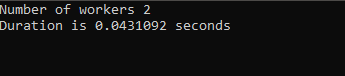 Number of workers 2
Duration is 0.0431092 seconds